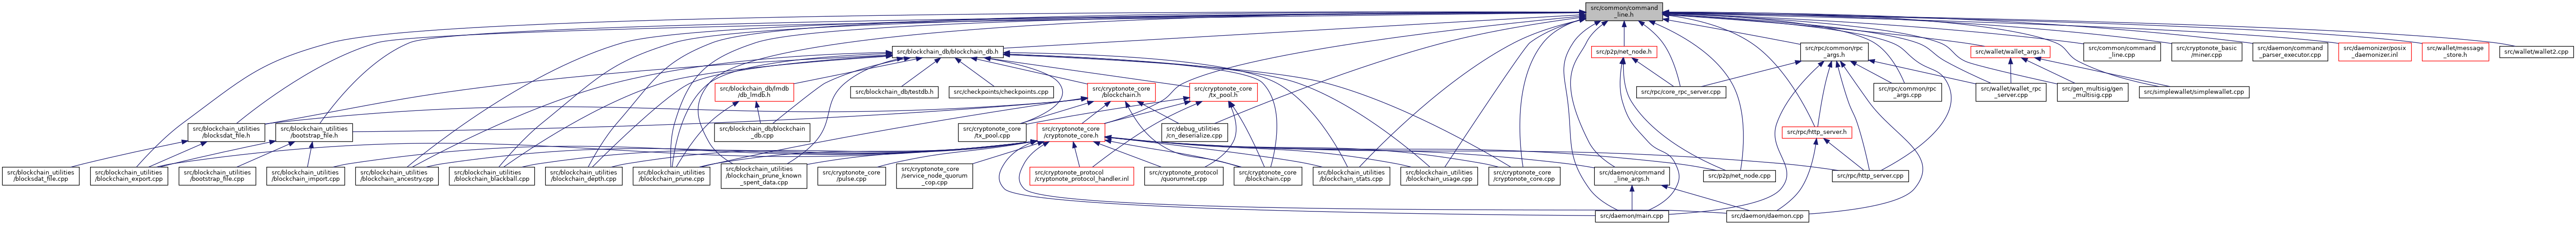 src/common/command
_line.h
src/blockchain_db/blockchain_db.h
src/p2p/net_node.h
src/rpc/common/rpc
_args.h
src/wallet/wallet_args.h
src/common/command
_line.cpp
src/cryptonote_basic
/miner.cpp
src/daemon/command
_parser_executor.cpp
src/daemonizer/posix
_daemonizer.inl
src/wallet/message
_store.h
src/wallet/wallet2.cpp
src/blockchain_db/lmdb
/db_lmdb.h
src/blockchain_db/testdb.h
src/checkpoints/checkpoints.cpp
src/cryptonote_core
/blockchain.h
src/cryptonote_core
/tx_pool.h
src/rpc/core_rpc_server.cpp
src/rpc/common/rpc
_args.cpp
src/wallet/wallet_rpc
_server.cpp
src/gen_multisig/gen
_multisig.cpp
src/simplewallet/simplewallet.cpp
src/blockchain_utilities
/blocksdat_file.h
src/blockchain_utilities
/bootstrap_file.h
src/blockchain_db/blockchain
_db.cpp
src/cryptonote_core
/tx_pool.cpp
src/cryptonote_core
/cryptonote_core.h
src/debug_utilities
/cn_deserialize.cpp
src/rpc/http_server.h
src/blockchain_utilities
/blocksdat_file.cpp
src/blockchain_utilities
/blockchain_export.cpp
src/blockchain_utilities
/bootstrap_file.cpp
src/blockchain_utilities
/blockchain_import.cpp
src/blockchain_utilities
/blockchain_ancestry.cpp
src/blockchain_utilities
/blockchain_blackball.cpp
src/blockchain_utilities
/blockchain_depth.cpp
src/blockchain_utilities
/blockchain_prune.cpp
src/blockchain_utilities
/blockchain_prune_known
_spent_data.cpp
src/cryptonote_core
/pulse.cpp
src/cryptonote_core
/service_node_quorum
_cop.cpp
src/cryptonote_protocol
/cryptonote_protocol_handler.inl
src/cryptonote_protocol
/quorumnet.cpp
src/cryptonote_core
/blockchain.cpp
src/blockchain_utilities
/blockchain_stats.cpp
src/blockchain_utilities
/blockchain_usage.cpp
src/cryptonote_core
/cryptonote_core.cpp
src/daemon/command
_line_args.h
src/p2p/net_node.cpp
src/rpc/http_server.cpp
src/daemon/main.cpp
src/daemon/daemon.cpp